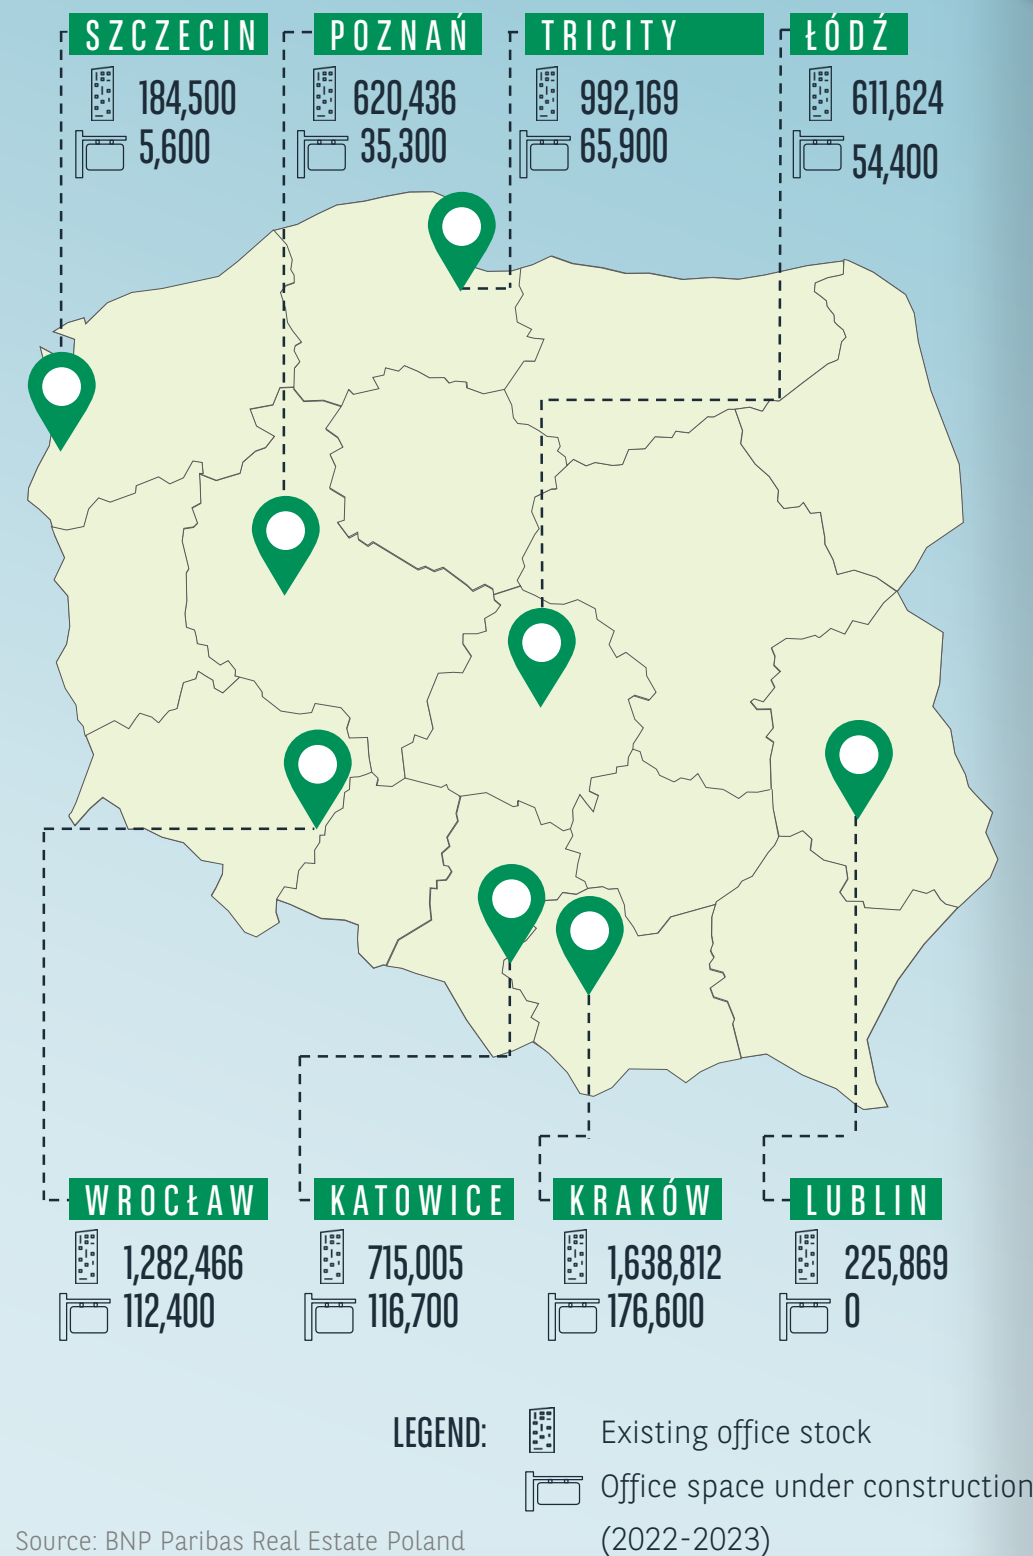 SZCZECIN
184,500
5,600
POZNAŃ
620,436
35,300
TRICITY
992,169
65,900
ŁÓDŹ
611,624
54,400
WROCŁAW
1,282,466
112,400
KATOWICE
715,005
116,700
KRAKÓW
1,638,812
176,600
LUBLIN
225,869
0
LEGEND:
Existing office stock
Office space under construction
(2022-2023)
Source: BNP Paribas Real Estate Poland